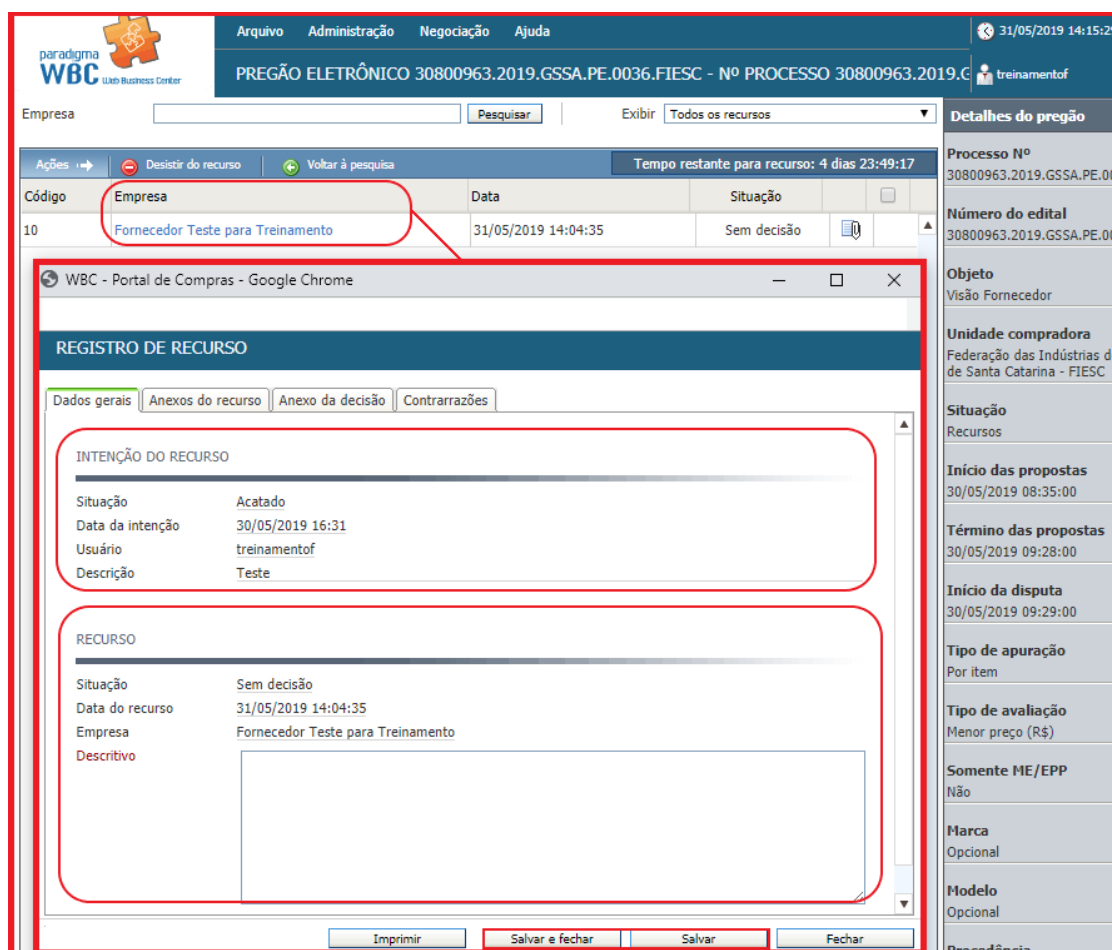 Arquivo Administração Negociação Ajuda
31/05/2019 14:15:29
paradigma
WBC Web Business Center
PREGÃO ELETRÔNICO 30800963.2019.GSSA.PE.0036.FIESC - Nº PROCESSO 30800963.2019.G
treinamentof
Empresa Pesquisar Exibir Todos os recursos
Ações Desistir do recurso Voltar à pesquisa Tempo restante para recurso: 4 dias 23:49:17
Código Empresa Data Situação
10 Fornecedor Teste para Treinamento 31/05/2019 14:04:35 Sem decisão
WBC - Portal de Compras - Google Chrome
REGISTRO DE RECURSO
Dados gerais Anexos do recurso Anexo da decisão Contrarrazões
INTENÇÃO DO RECURSO
Situação Acatado
Data da intenção 30/05/2019 16:31
Usuário treinamentof
Descrição Teste
RECURSO
Situação Sem decisão
Data do recurso 31/05/2019 14:04:35
Empresa Fornecedor Teste para Treinamento
Descritivo
Imprimir Salvar e fechar Salvar Fechar
Detalhes do pregão
Processo Nº
30800963.2019.GSSA.PE.00
Número do edital
30800963.2019.GSSA.PE.00
Objeto
Visão Fornecedor
Unidade compradora
Federação das Indústrias d
de Santa Catarina - FIESC
Situação
Recursos
Início das propostas
30/05/2019 08:35:00
Término das propostas
30/05/2019 09:28:00
Início da disputa
30/05/2019 09:29:00
Tipo de apuração
Por item
Tipo de avaliação
Menor preço (R$)
Somente ME/EPP
Não
Marca
Opcional
Modelo
Opcional
Procedência